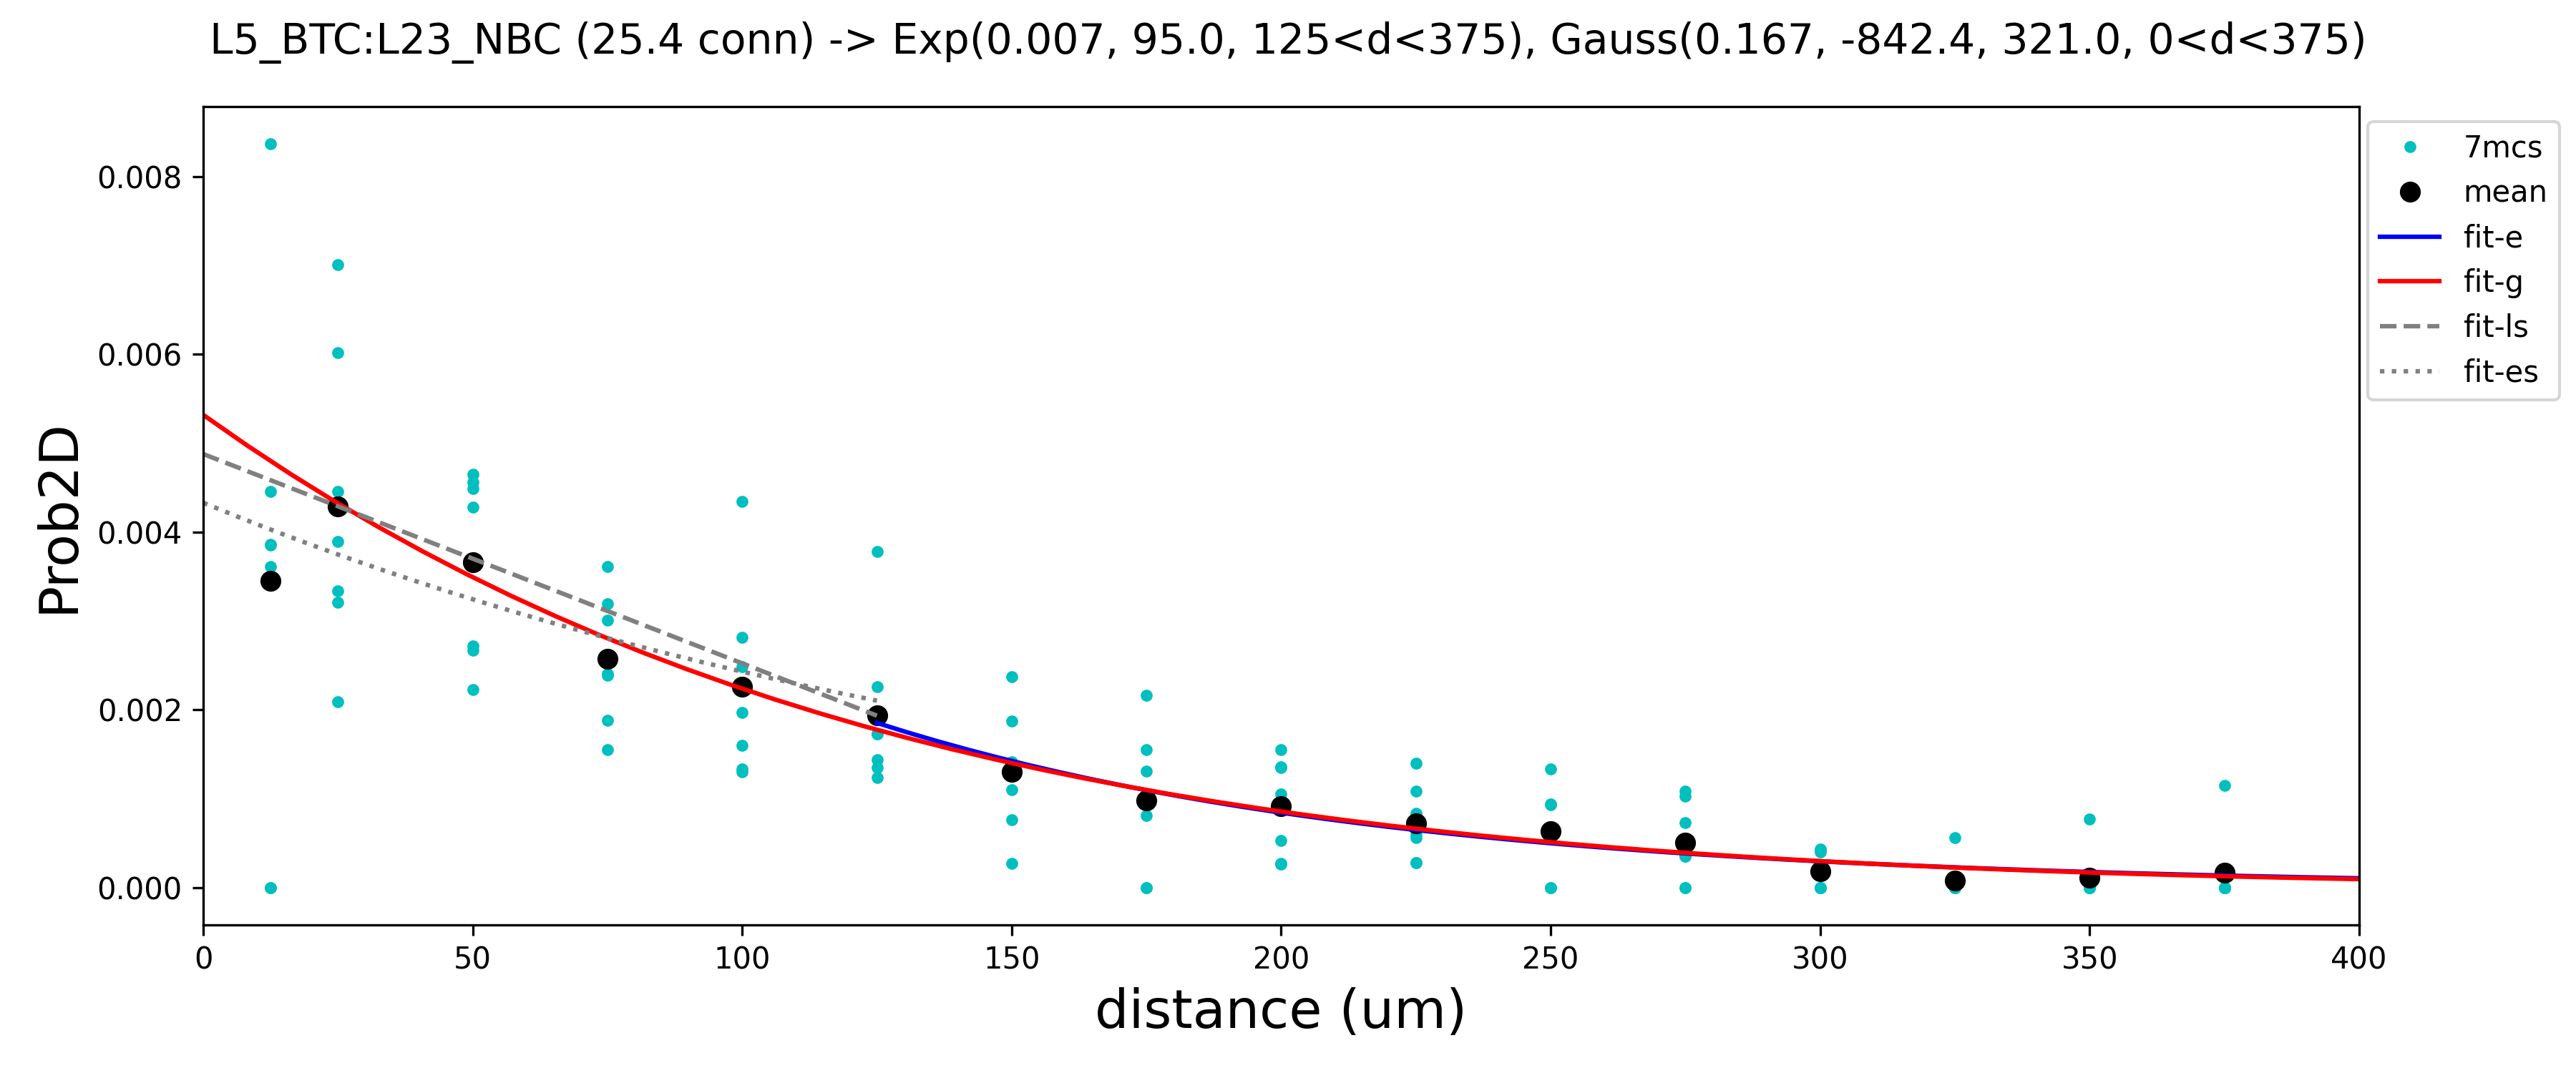 L5_BTC:L23_NBC (25.4 conn) -> Exp(0.007, 95.0, 125<d<375), Gauss(0.167, -842.4, 321.0, 0<d<375)
7mcs
mean
fit-e
fit-g
fit-ls
fit-es
Prob2D
0.008
0.006
0.004
0.002
0.000
0 50 100 150 200 250 300 350 400
distance (um)